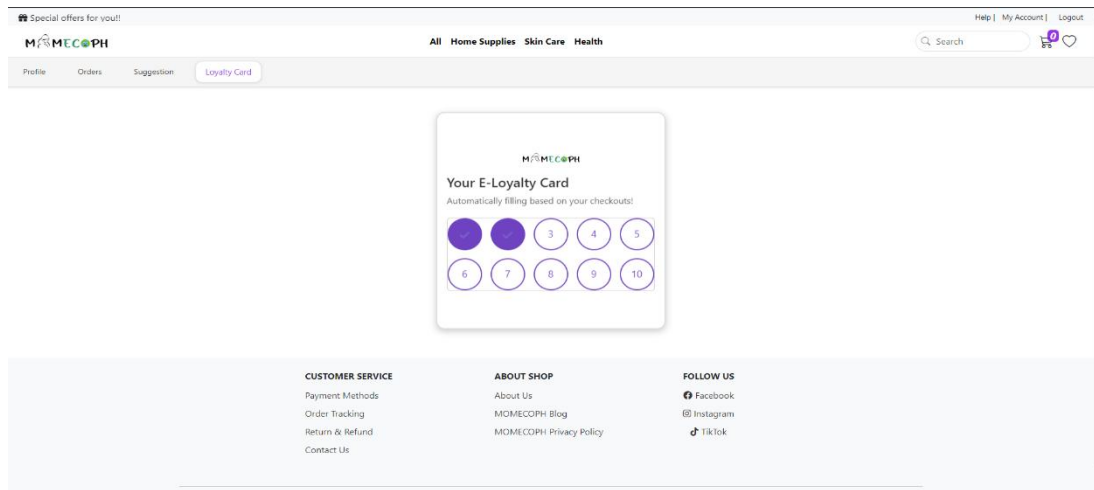 Special offers for you!!
Help | My Account | Logout
MOMECOPH
All Home Supplies Skin Care Health
Search
0
Profile Orders Suggestion Loyalty Card
MOMECOPH
Your E-Loyalty Card
Automatically filling based on your checkouts!
3 4 5
6 7 8 9 10
CUSTOMER SERVICE ABOUT SHOP FOLLOW US
Payment Methods About Us Facebook
Order Tracking MOMECOPH Blog Instagram
Return & Refund MOMECOPH Privacy Policy TikTok
Contact Us